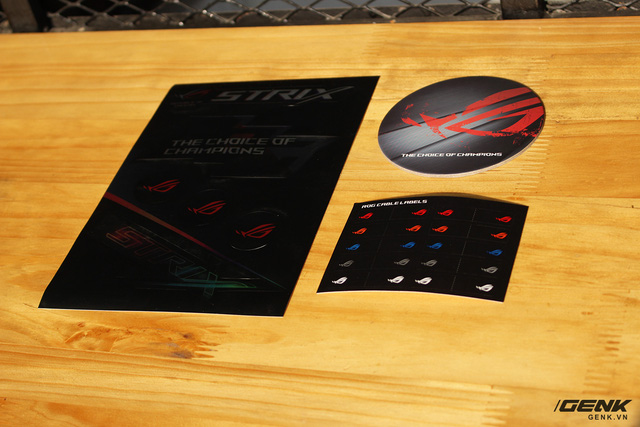 STRIX
THE CHOICE OF
CHAMPIONS
STRIX
THE CHOICE OF CHAMPIONS
ROG CABLE LABELS
/GENK
GENK.VN